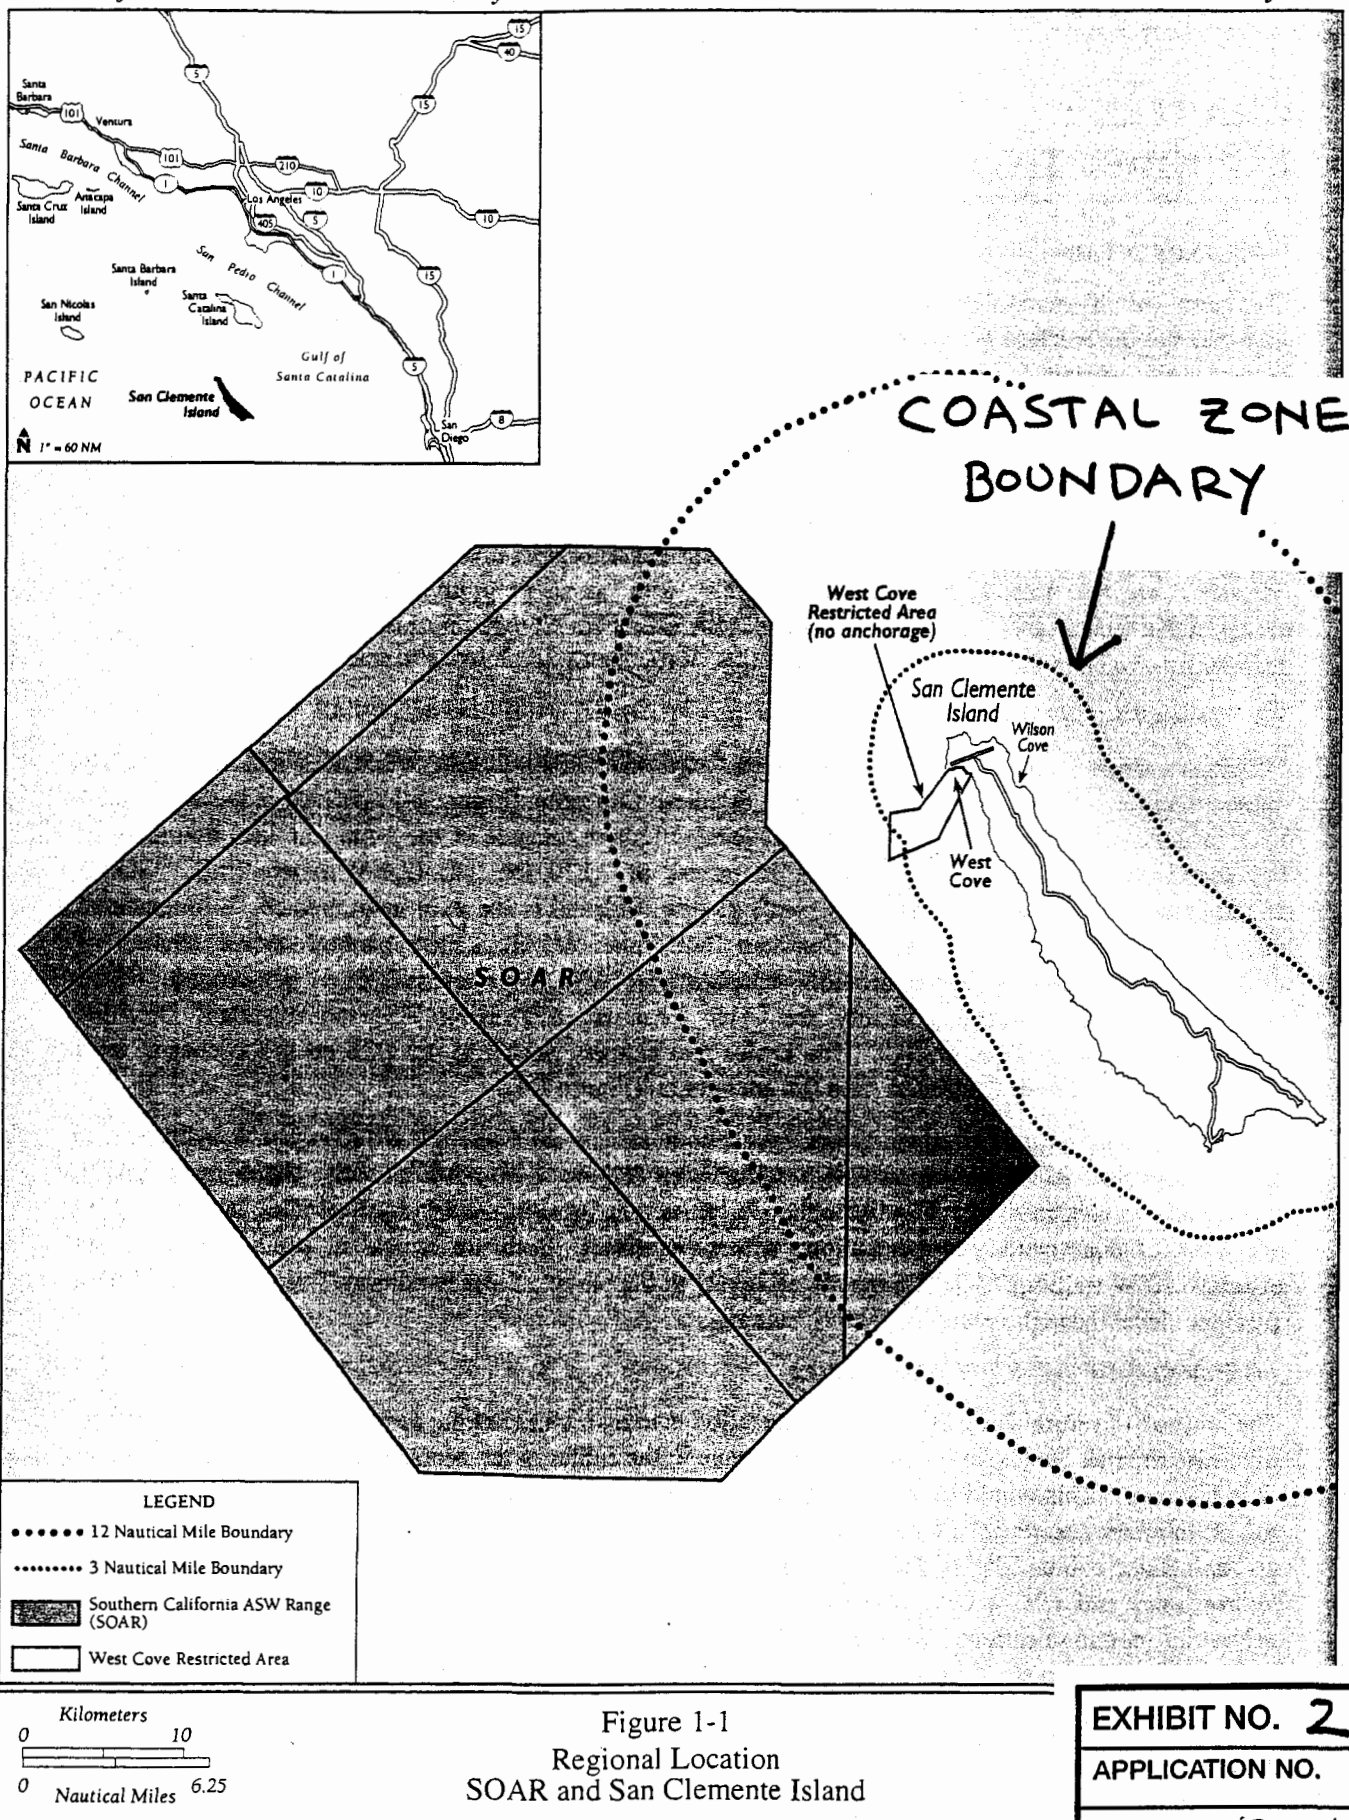 15
40
5
15
Santa
Barbara
101
Ventura
Santa Barbara Channel
101
210
1
10
Los Angeles
10
Santa Cruz
Island
Anacapa
Island
405
5
San Pedro Channel
Santa Barbara
Island
1
15
San Nicolas
Island
Santa
Catalina
Island
Gulf of
Santa Catalina
5
PACIFIC
OCEAN
San Clemente
Island
San
Diego
8
N 1" = 60 NM
COASTAL ZONE
BOUNDARY
West Cove
Restricted Area
(no anchorage)
San Clemente
Island
Wilson
Cove
West
Cove
SOAR
LEGEND
12 Nautical Mile Boundary
3 Nautical Mile Boundary
Southern California ASW Range
(SOAR)
West Cove Restricted Area
Kilometers
0 10
0 6.25
Nautical Miles
Figure 1-1
Regional Location
SOAR and San Clemente Island
EXHIBIT NO. 2
APPLICATION NO.